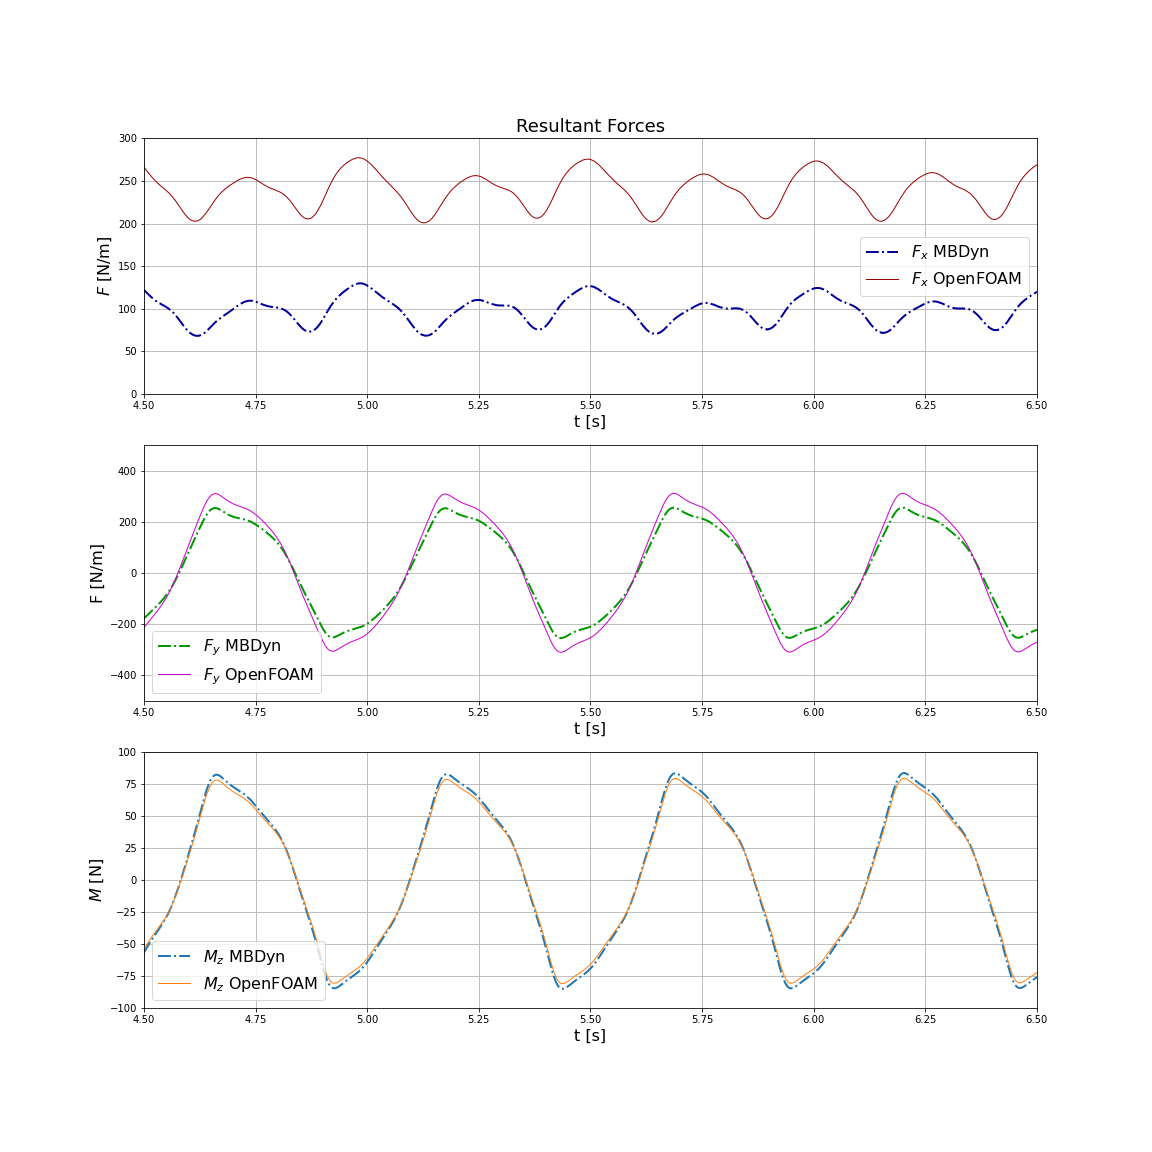 Resultant Forces
300
250
200
150
100
50
0
F [N/m]
F_x MBDyn
F_x OpenFOAM
4.50 4.75 5.00 5.25 5.50 5.75 6.00 6.25 6.50
t [s]
400
200
0
−200
−400
F [N/m]
F_y MBDyn
F_y OpenFOAM
4.50 4.75 5.00 5.25 5.50 5.75 6.00 6.25 6.50
t [s]
100
75
50
25
0
−25
−50
−75
−100
M [N]
M_z MBDyn
M_z OpenFOAM
4.50 4.75 5.00 5.25 5.50 5.75 6.00 6.25 6.50
t [s]